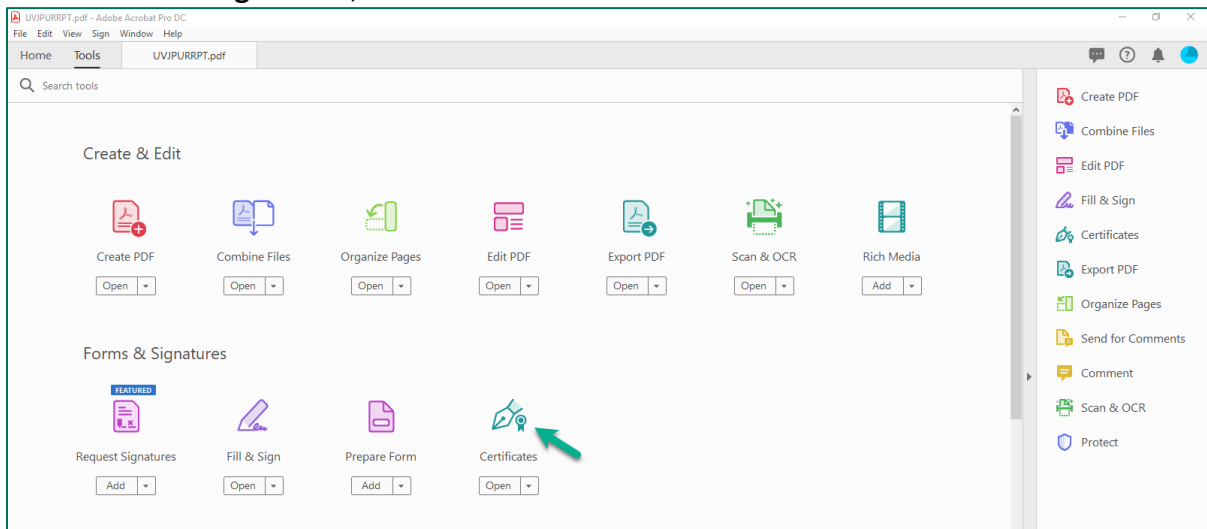 UVJPURRPT.pdf - Adobe Acrobat Pro DC
File Edit View Sign Window Help
Home Tools UVJPURRPT.pdf
Search tools
Create & Edit
Create PDF Combine Files Organize Pages Edit PDF Export PDF Scan & OCR Rich Media
Open Open Open Open Open Open Add
Forms & Signatures
FEATURED
Request Signatures Fill & Sign Prepare Form Certificates
Add Open Add Open
Create PDF
Combine Files
Edit PDF
Fill & Sign
Certificates
Export PDF
Organize Pages
Send for Comments
Comment
Scan & OCR
Protect